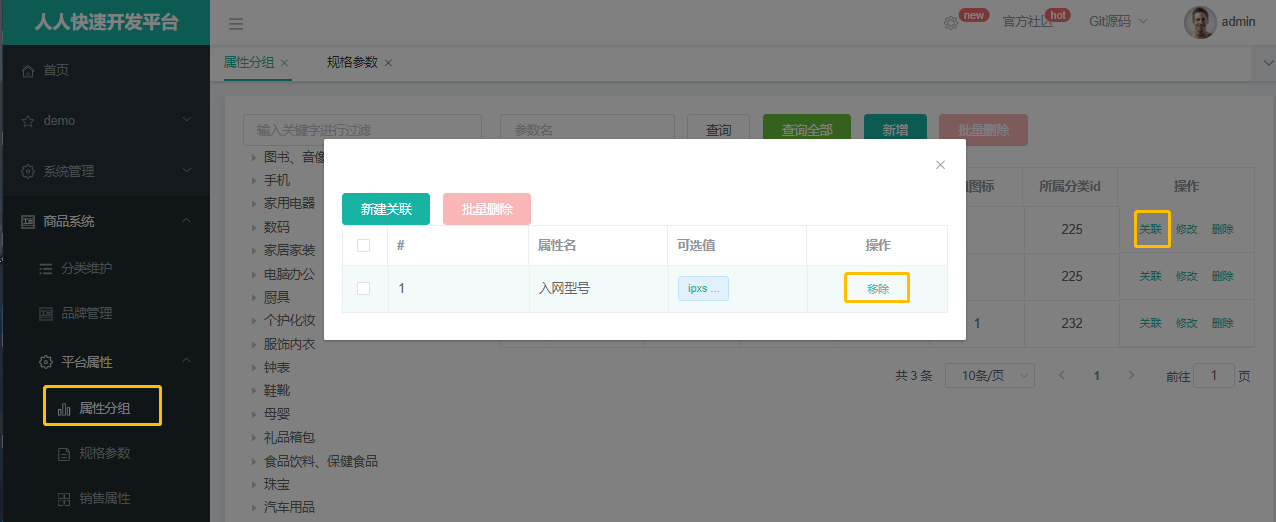 人人快速开发平台
new
官方社区
hot
Git源码
admin
首页
demo
系统管理
商品系统
分类维护
品牌管理
平台属性
属性分组
规格参数
销售属性
属性分组
规格参数
输入关键字进行过滤
参数名
查询
查询全部
新增
批量删除
图书、音像
手机
家用电器
数码
家居家装
电脑办公
厨具
个护化妆
服饰内衣
钟表
鞋靴
母婴
礼品箱包
食品饮料、保健食品
珠宝
汽车用品
新建关联
批量删除
# 属性名 可选值 操作
1 入网型号 ipxs ... 移除
图标 所属分类id 操作
225 关联 修改 删除
225 关联 修改 删除
1 232 关联 修改 删除
共 3 条 10条/页 1 前往 1 页